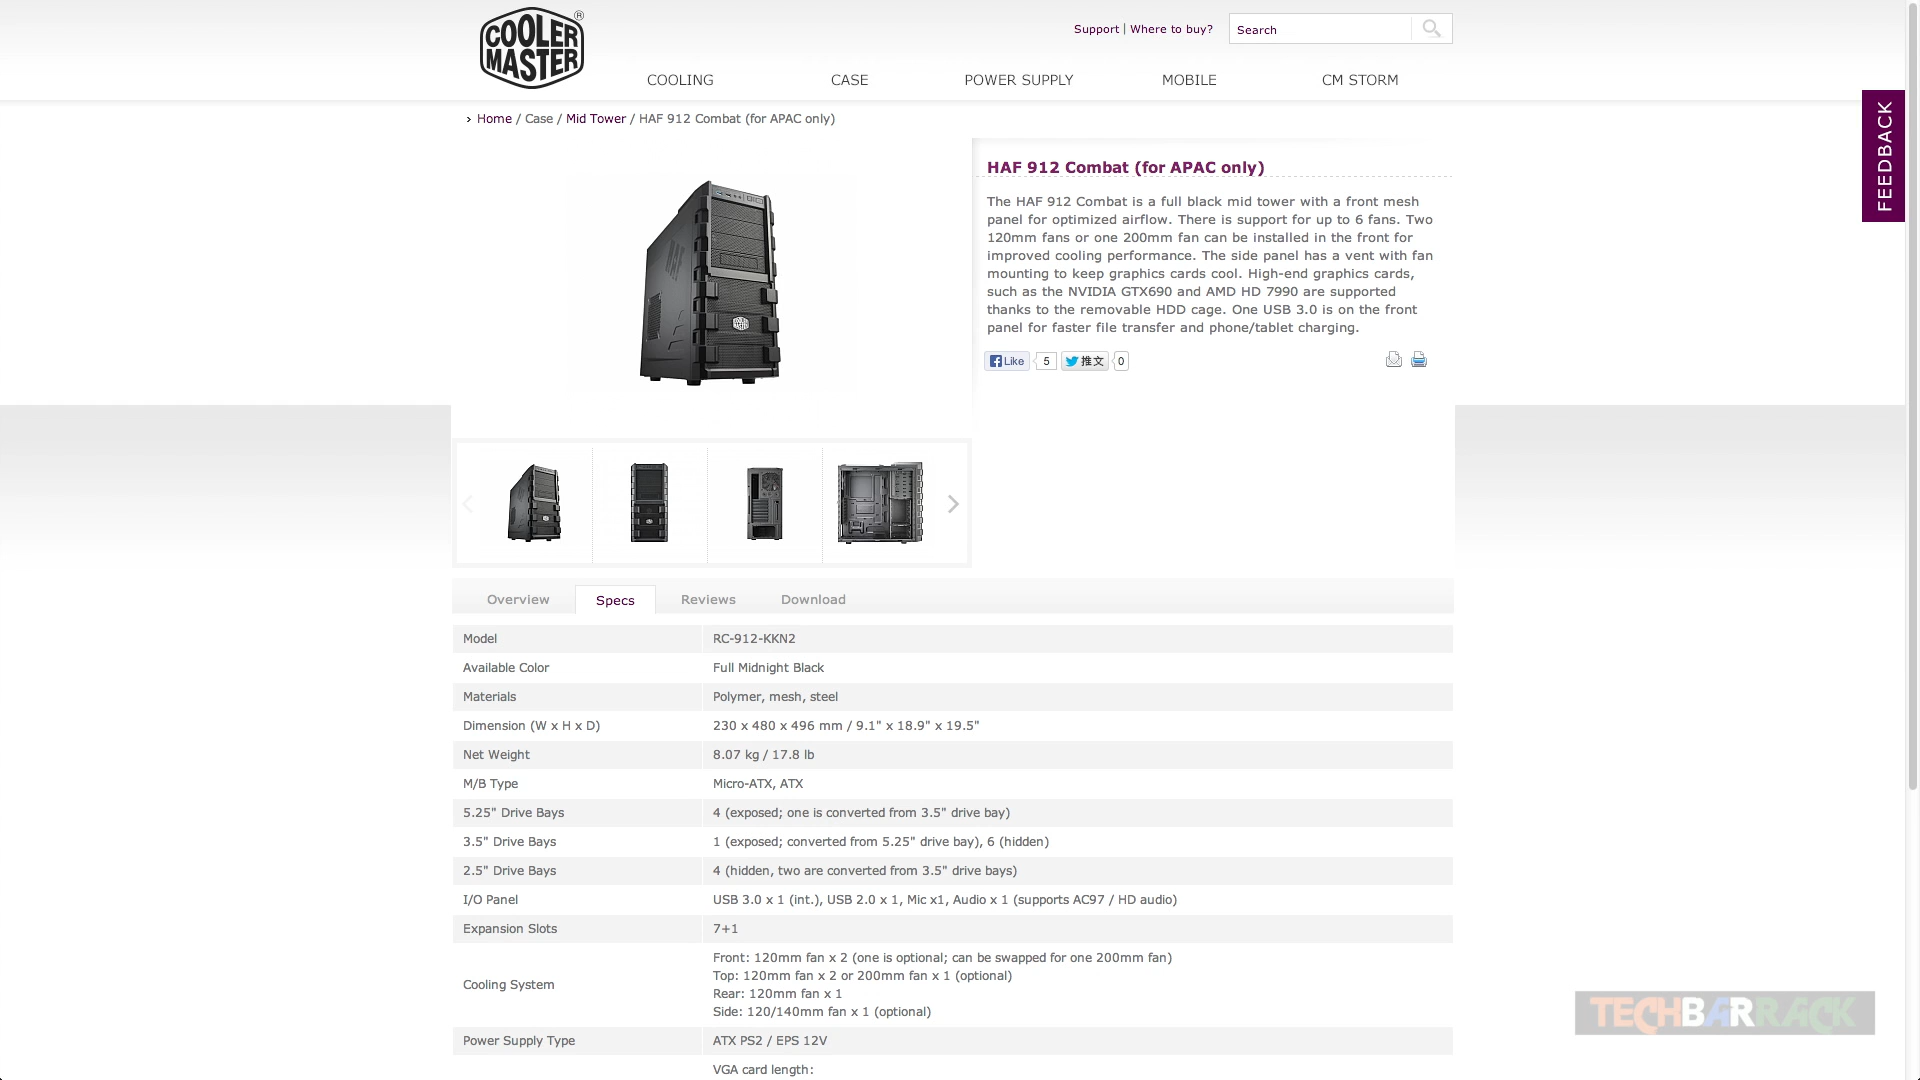 COOLER MASTER ®
Support | Where to buy?
Search
COOLING CASE POWER SUPPLY MOBILE CM STORM
FEEDBACK
› Home / Case / Mid Tower / HAF 912 Combat (for APAC only)
HAF 912 Combat (for APAC only)
The HAF 912 Combat is a full black mid tower with a front mesh
panel for optimized airflow. There is support for up to 6 fans. Two
120mm fans or one 200mm fan can be installed in the front for
improved cooling performance. The side panel has a vent with fan
mounting to keep graphics cards cool. High-end graphics cards,
such as the NVIDIA GTX690 and AMD HD 7990 are supported
thanks to the removable HDD cage. One USB 3.0 is on the front
panel for faster file transfer and phone/tablet charging.
Like 5 推文 0
COOLER MASTER
Overview Specs Reviews Download
Model RC-912-KKN2
Available Color Full Midnight Black
Materials Polymer, mesh, steel
Dimension (W x H x D) 230 x 480 x 496 mm / 9.1" x 18.9" x 19.5"
Net Weight 8.07 kg / 17.8 lb
M/B Type Micro-ATX, ATX
5.25" Drive Bays 4 (exposed; one is converted from 3.5" drive bay)
3.5" Drive Bays 1 (exposed; converted from 5.25" drive bay), 6 (hidden)
2.5" Drive Bays 4 (hidden, two are converted from 3.5" drive bays)
I/O Panel USB 3.0 x 1 (int.), USB 2.0 x 1, Mic x1, Audio x 1 (supports AC97 / HD audio)
Expansion Slots 7+1
Cooling System Front: 120mm fan x 2 (one is optional; can be swapped for one 200mm fan)
Top: 120mm fan x 2 or 200mm fan x 1 (optional)
Rear: 120mm fan x 1
Side: 120/140mm fan x 1 (optional)
Power Supply Type ATX PS2 / EPS 12V
VGA card length:
TECHBARRACK